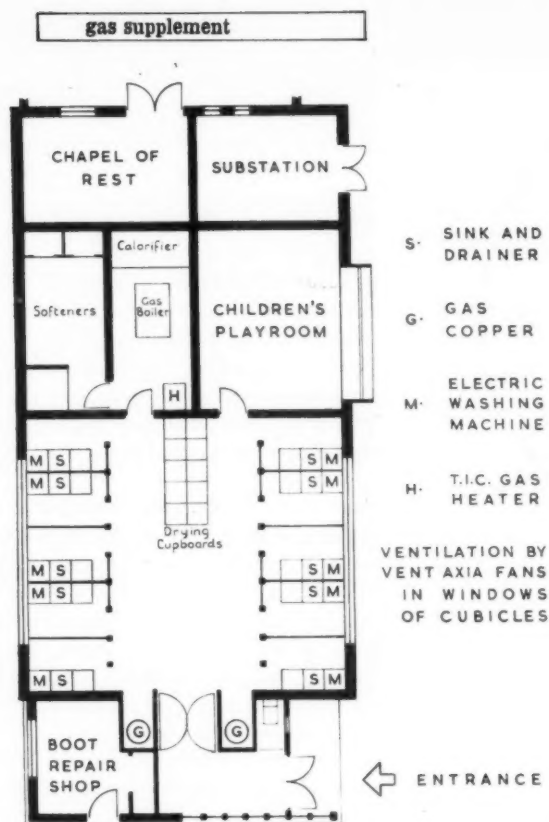 gas supplement
CHAPEL OF
REST
SUBSTATION
Calorifier
Softeners
Gas
Boiler
CHILDREN'S
PLAYROOM
H
M S
M S
S M
S M
Drying
Cupboards
M S
M S
S M
S M
M S
S M
G
G
BOOT
REPAIR
SHOP
ENTRANCE
S· SINK AND
DRAINER
G· GAS
COPPER
M· ELECTRIC
WASHING
MACHINE
H· T.I.C. GAS
HEATER
VENTILATION BY
VENT AXIA FANS
IN WINDOWS
OF CUBICLES